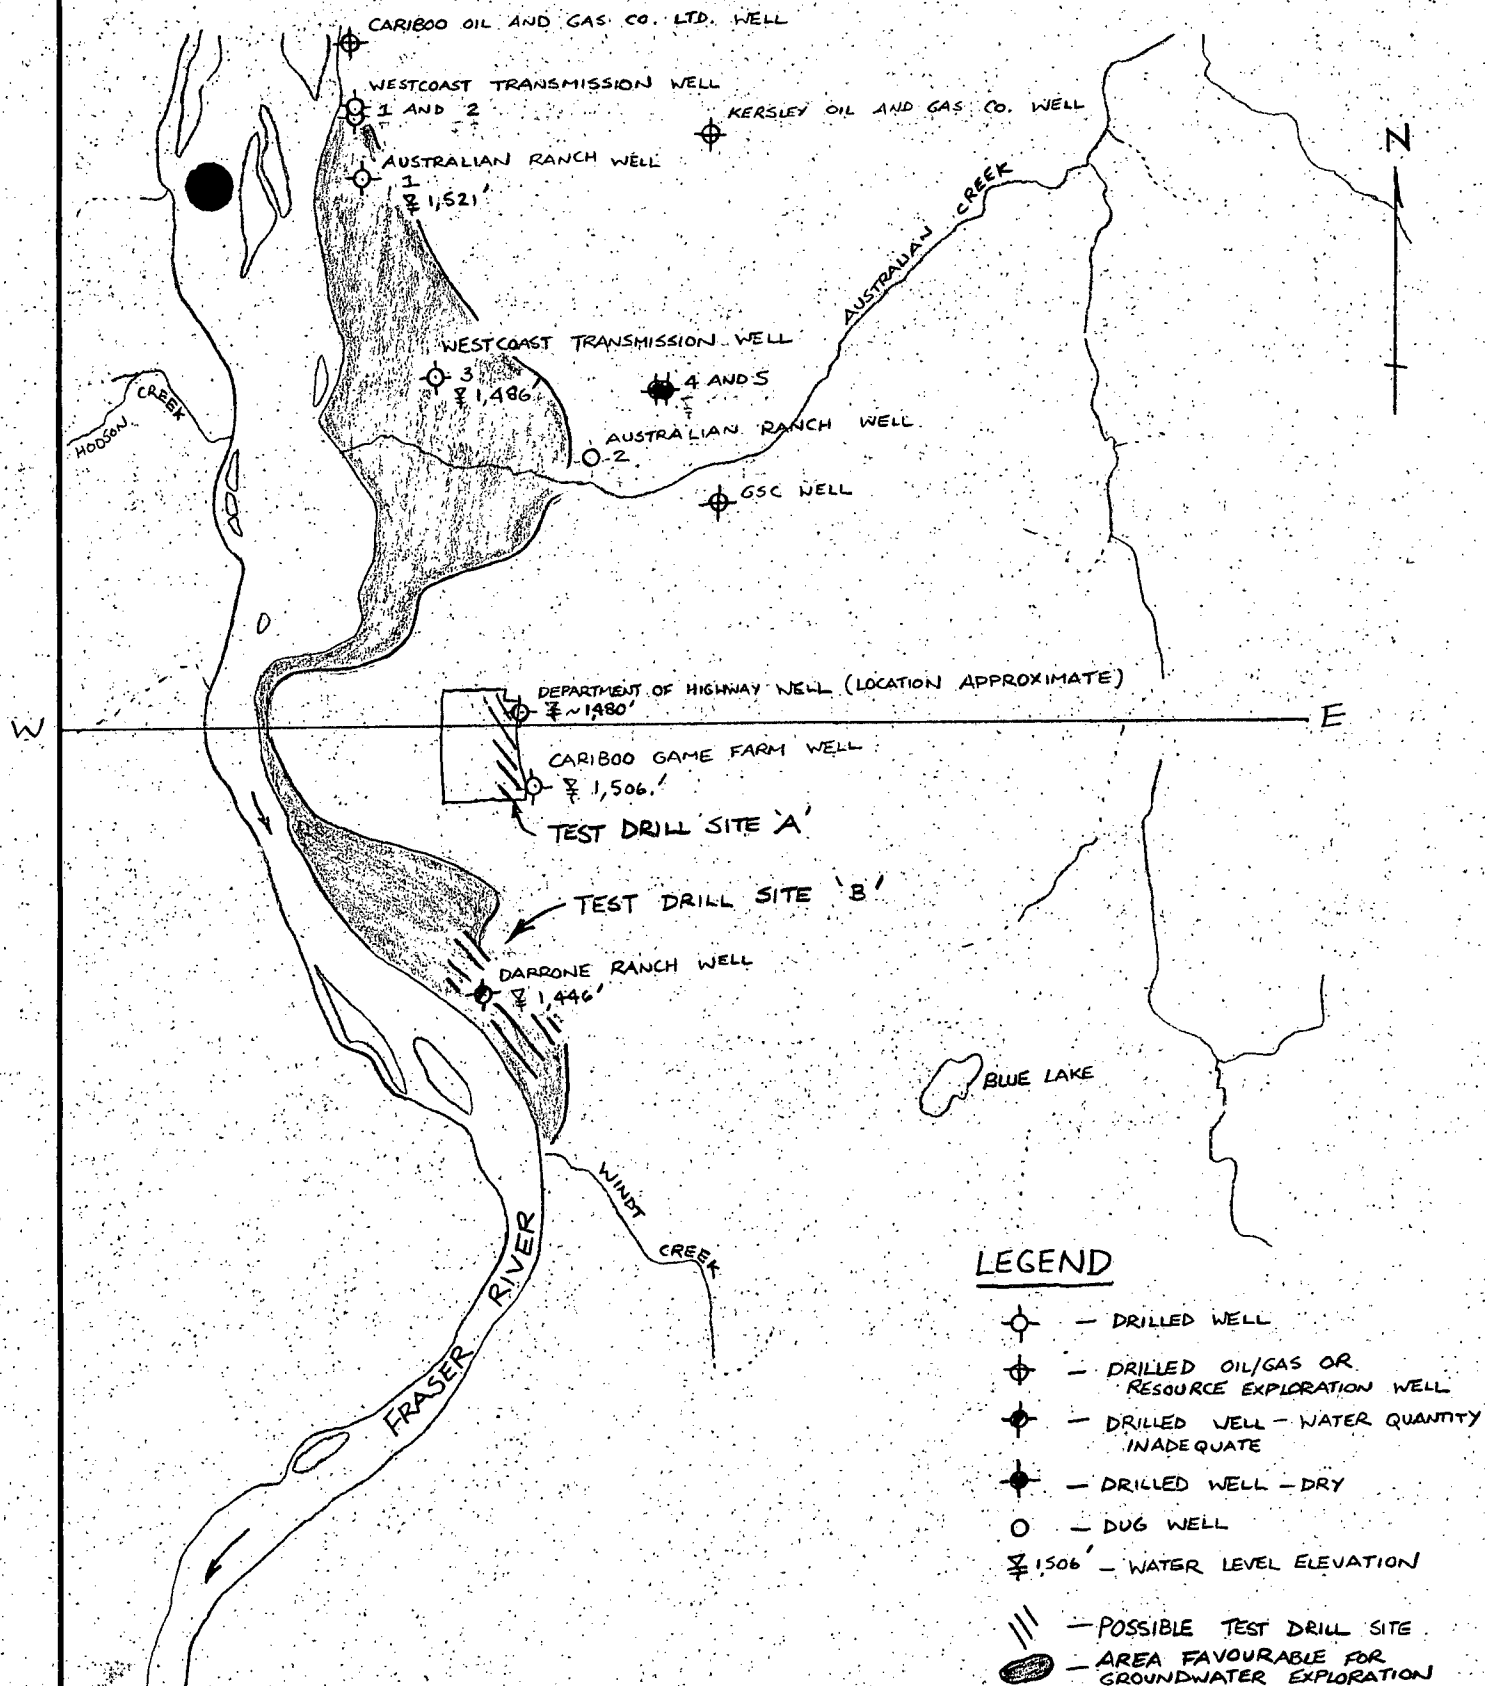 CARIBOO OIL AND GAS CO. LTD. WELL
WESTCOAST TRANSMISSION WELL
1 AND 2
KERSLEY OIL AND GAS CO. WELL
N
AUSTRALIAN RANCH WELL
1
1,521'
AUSTRALIAN CREEK
WESTCOAST TRANSMISSION WELL
3
1,486'
4 AND 5
HODSON CREEK
AUSTRALIAN RANCH WELL
2
GSC WELL
DEPARTMENT OF HIGHWAY WELL (LOCATION APPROXIMATE)
~1480'
W
E
CARIBOO GAME FARM WELL
1,506.'
TEST DRILL SITE 'A'
TEST DRILL SITE 'B'
DARRONE RANCH WELL
1,446'
BLUE LAKE
WINDT CREEK
FRASER RIVER
LEGEND
- DRILLED WELL
- DRILLED OIL/GAS OR
RESOURCE EXPLORATION WELL
- DRILLED WELL - WATER QUANTITY
INADEQUATE
- DRILLED WELL - DRY
- DUG WELL
1,506' - WATER LEVEL ELEVATION
- POSSIBLE TEST DRILL SITE
- AREA FAVOURABLE FOR
GROUNDWATER EXPLORATION